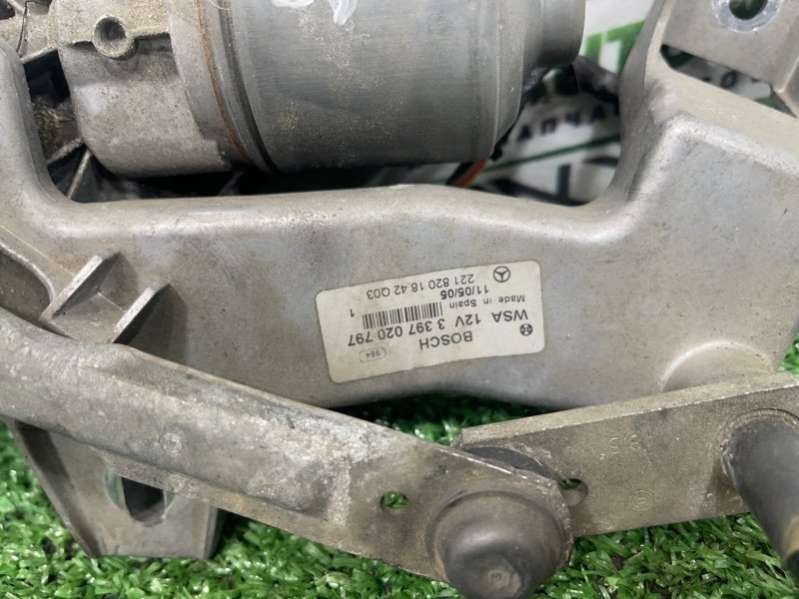 BOSCH
984
WSA 12V 3 397 020 797
Made in Spain
11/05/05
1
221 820 18 42 Q03